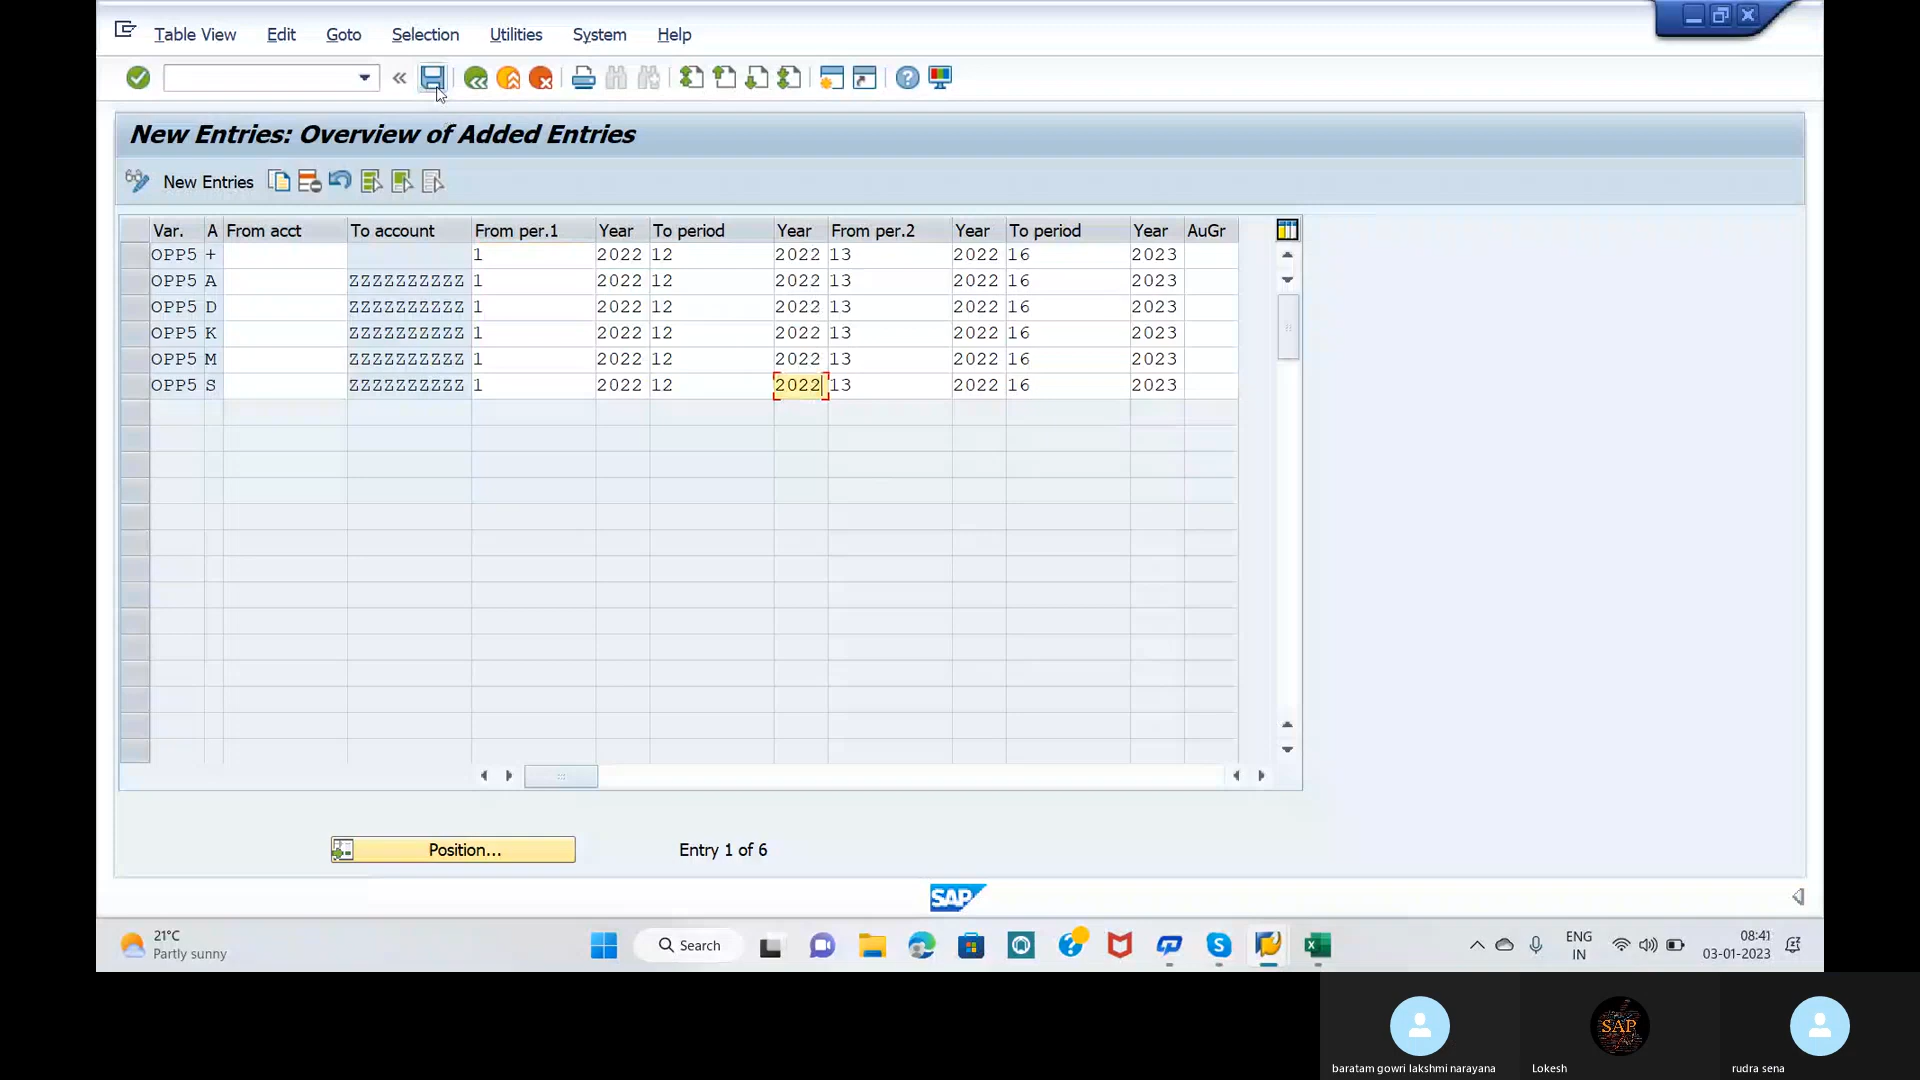 Table View Edit Goto Selection Utilities System Help
New Entries: Overview of Added Entries
New Entries
Var. A From acct To account From per.1 Year To period Year From per.2 Year To period Year AuGr
OPP5 + 1 2022 12 2022 13 2022 16 2023
OPP5 A ZZZZZZZZZZ 1 2022 12 2022 13 2022 16 2023
OPP5 D ZZZZZZZZZZ 1 2022 12 2022 13 2022 16 2023
OPP5 K ZZZZZZZZZZ 1 2022 12 2022 13 2022 16 2023
OPP5 M ZZZZZZZZZZ 1 2022 12 2022 13 2022 16 2023
OPP5 S ZZZZZZZZZZ 1 2022 12 2022 13 2022 16 2023
Position... Entry 1 of 6
SAP
21°C
Partly sunny
Search
ENG
IN
08:41
03-01-2023
SAP
baratam gowri lakshmi narayana Lokesh rudra sena